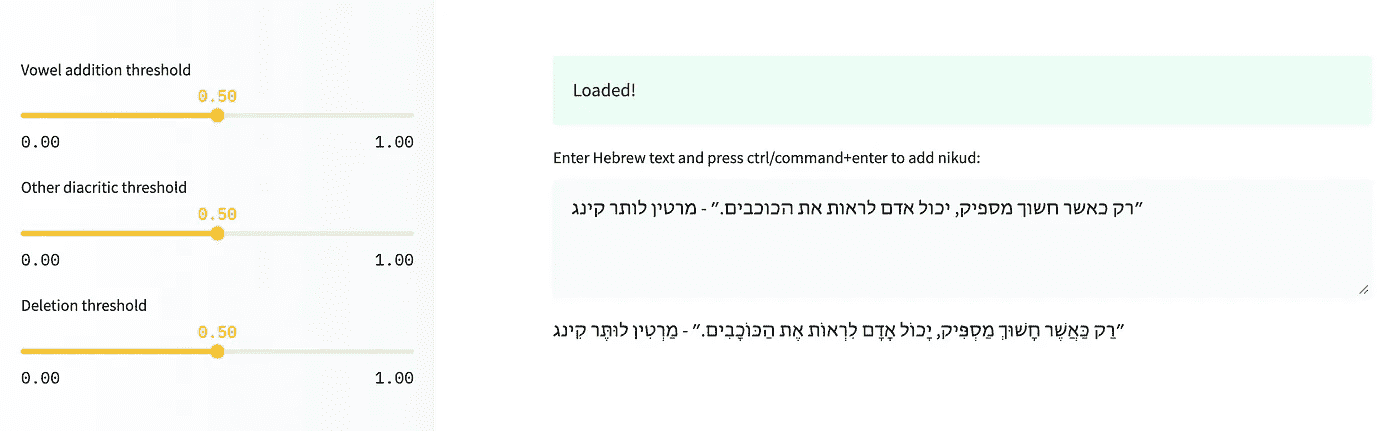 Vowel addition threshold
0.50
0.00 1.00
Other diacritic threshold
0.50
0.00 1.00
Deletion threshold
0.50
0.00 1.00
Loaded!
Enter Hebrew text and press ctrl/command+enter to add nikud:
״רק כאשר חשוך מספיק, יכול אדם לראות את הכוכבים.״ - מרטין לותר קינג
״רַק כַּאֲשֶׁר חָשׁוּךְ מַסְפִּיק, יָכוֹל אָדָם לִרְאוֹת אֶת הַכּוֹכָבִים.״ - מַרְטִין לוּתֶּר קִינג